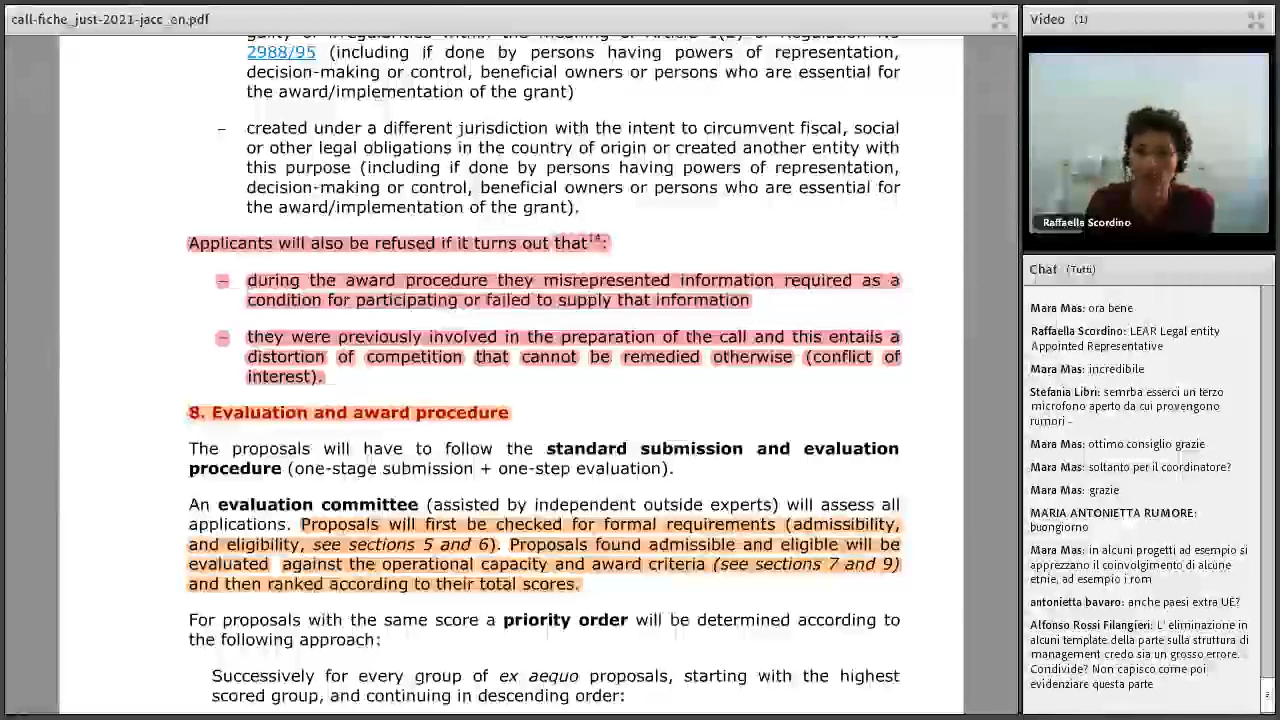 call-fiche_just-2021-jacc_en.pdf
guilty of irregularities within the meaning of Article 1(2) of Regulation No
2988/95 (including if done by persons having powers of representation,
decision-making or control, beneficial owners or persons who are essential for
the award/implementation of the grant)
– created under a different jurisdiction with the intent to circumvent fiscal, social
or other legal obligations in the country of origin or created another entity with
this purpose (including if done by persons having powers of representation,
decision-making or control, beneficial owners or persons who are essential for
the award/implementation of the grant).
Applicants will also be refused if it turns out that14:
– during the award procedure they misrepresented information required as a
condition for participating or failed to supply that information
– they were previously involved in the preparation of the call and this entails a
distortion of competition that cannot be remedied otherwise (conflict of
interest).
8. Evaluation and award procedure
The proposals will have to follow the standard submission and evaluation
procedure (one-stage submission + one-step evaluation).
An evaluation committee (assisted by independent outside experts) will assess all
applications. Proposals will first be checked for formal requirements (admissibility,
and eligibility, see sections 5 and 6). Proposals found admissible and eligible will be
evaluated against the operational capacity and award criteria (see sections 7 and 9)
and then ranked according to their total scores.
For proposals with the same score a priority order will be determined according to
the following approach:
Successively for every group of ex aequo proposals, starting with the highest
scored group, and continuing in descending order:
Video (1)
Raffaella Scordino
Chat (Tutti)
Mara Mas: ora bene
Raffaella Scordino: LEAR Legal entity
Appointed Representative
Mara Mas: incredibile
Stefania Libri: semrba esserci un terzo
microfono aperto da cui provengono
rumori -
Mara Mas: ottimo consiglio grazie
Mara Mas: soltanto per il coordinatore?
Mara Mas: grazie
MARIA ANTONIETTA RUMORE:
buongiorno
Mara Mas: in alcuni progetti ad esempio si
apprezzano il coinvolgimento di alcune
etnie, ad esempio i rom
antonietta bavaro: anche paesi extra UE?
Alfonso Rossi Filangieri: L' eliminazione in
alcuni template della parte sulla struttura di
management credo sia un grosso errore.
Condivide? Non capisco come poi
evidenziare questa parte